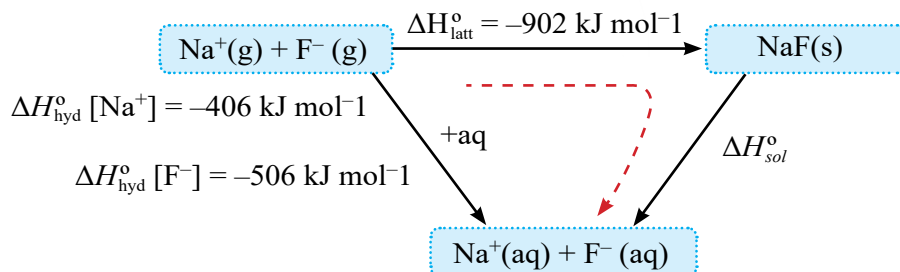 ΔH°latt = –902 kJ mol–1
Na⁺(g) + F⁻ (g)
NaF(s)
ΔH°hyd [Na⁺] = –406 kJ mol–1
+aq
ΔH°sol
ΔH°hyd [F⁻] = –506 kJ mol–1
Na⁺(aq) + F⁻ (aq)